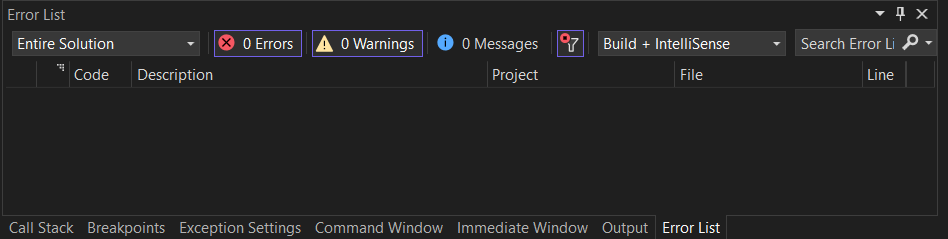 Error List
Entire Solution 0 Errors 0 Warnings 0 Messages Build + IntelliSense Search Error Li
Code Description Project File Line
Call Stack Breakpoints Exception Settings Command Window Immediate Window Output Error List